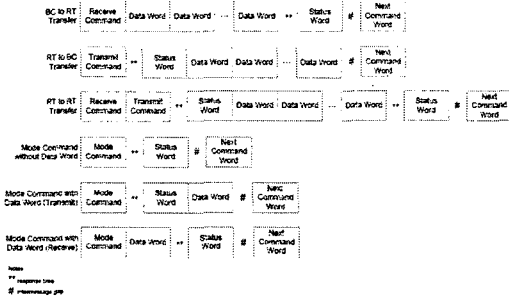 BC to RT Transfer Receive Command Data Word Data Word ... Data Word ** Status Word # Next Command Word
RT to BC Transfer Transmit Command ** Status Word Data Word Data Word ... Data Word # Next Command Word
RT to RT Transfer Receive Command Transmit Command ** Status Word Data Word Data Word ... Data Word ** Status Word # Next Command Word
Mode Command without Data Word Mode Command ** Status Word # Next Command Word
Mode Command with Data Word (Transmit) Mode Command ** Status Word Data Word # Next Command Word
Mode Command with Data Word (Receive) Mode Command Data Word ** Status Word # Next Command Word
Notes
** response time
# intermessage gap